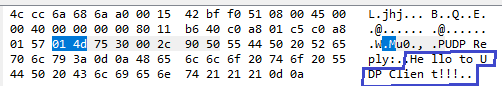 4c cc 6a 68 6a a0 00 15 42 bf f0 51 08 00 45 00 L.jhj... B..Q..E.
00 40 00 00 00 00 80 11 b6 40 c0 a8 01 c5 c0 a8 .@...... .@......
01 57 01 4d 75 30 00 2c 90 50 55 44 50 20 52 65 .W.Mu0., .PUDP Re
70 6c 79 3a 0d 0a 48 65 6c 6c 6f 20 74 6f 20 55 ply:..He llo to U
44 50 20 43 6c 69 65 6e 74 21 21 21 0d 0a DP Clien t!!!..